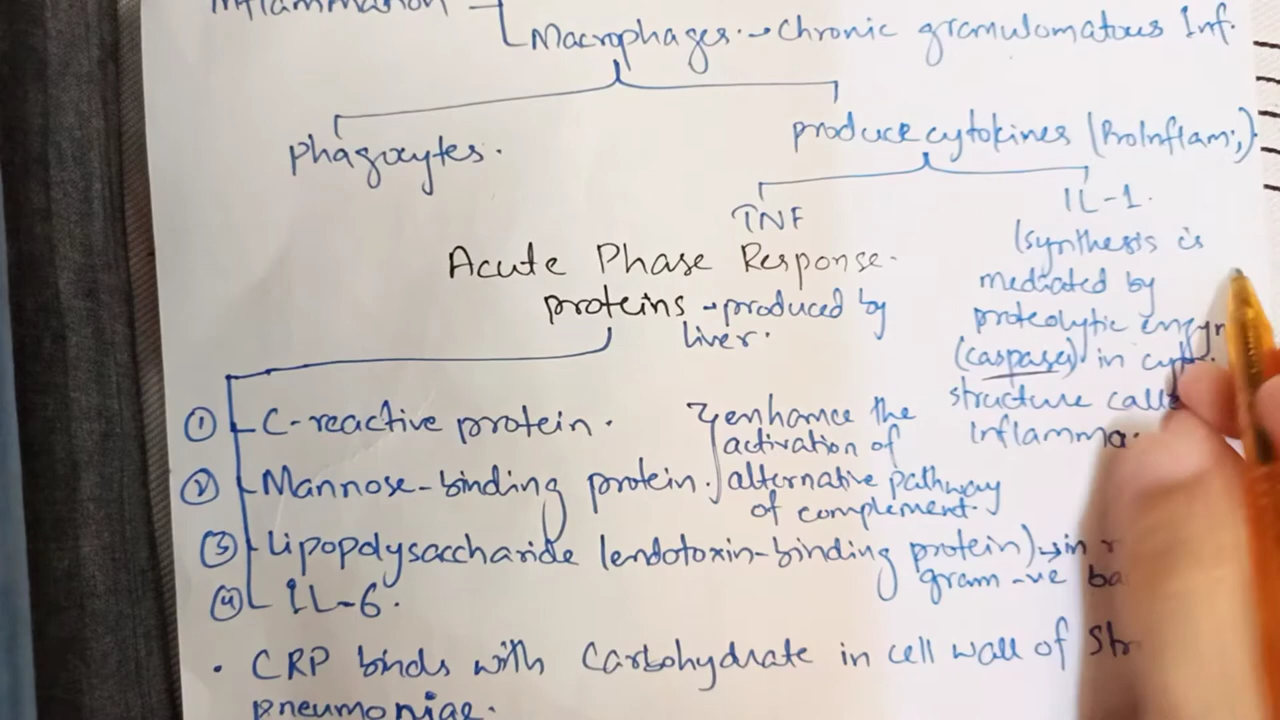 Inflammation
Macrophages. → Chronic granulomatous Inf.
Phagocytes.
produce cytokines (ProInflam;)
TNF
IL-1.
(synthesis is
mediated by
proteolytic
(caspase) in
structure
Acute Phase Response.
proteins → produced by
liver.
① C-reactive protein.
② Mannose-binding protein.
enhance the
activation of
alternative pathway
of complement.
③ Lipopolysaccharide (endotoxin-binding protein) → in
gram -ve
④ IL-6.
• CRP binds with Carbohydrate in cell wall of
pneumoniae.